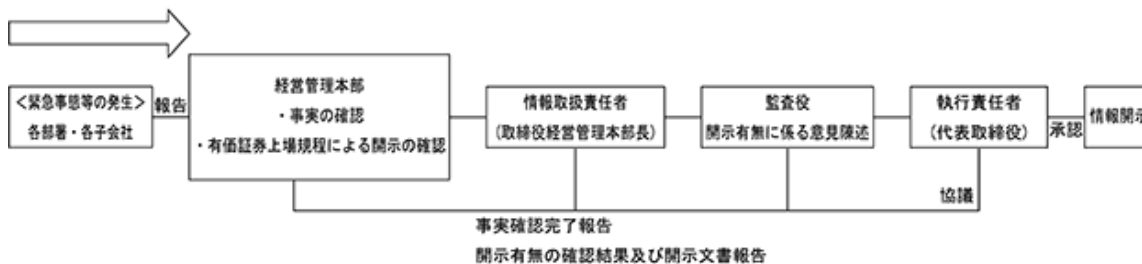 <緊急事態等の発生>
各部署・各子会社
報告
経営管理本部
・事実の確認
・有価証券上場規程による開示の確認
情報取扱責任者
(取締役経営管理本部長)
監査役
開示有無に係る意見陳述
執行責任者
(代表取締役)
承認
情報開示
協議
事実確認完了報告
開示有無の確認結果及び開示文書報告